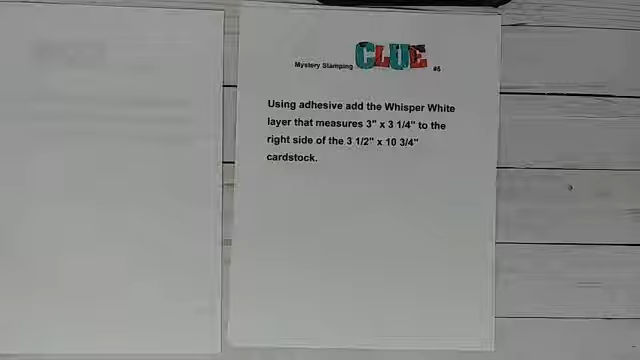 Mystery Stamping CLUE #6
Using adhesive add the Whisper White
layer that measures 3" x 3 1/4" to the
right side of the 3 1/2" x 10 3/4"
cardstock.